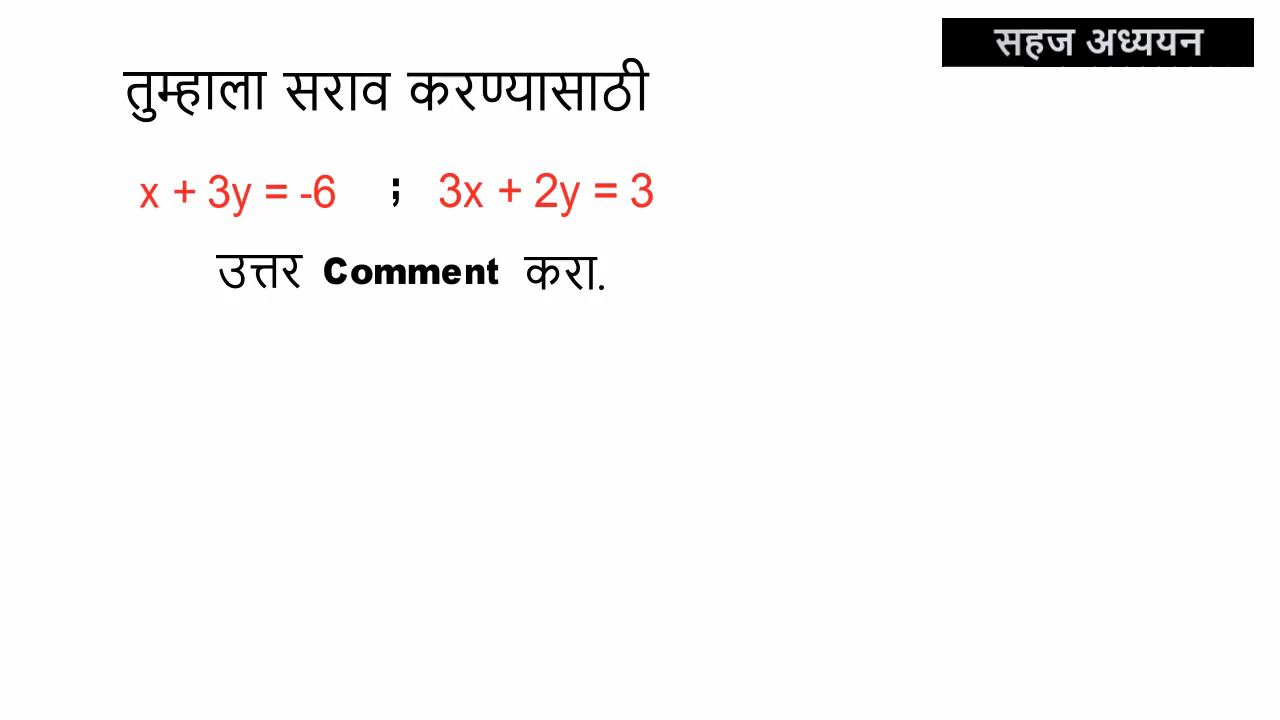 सहज अध्ययन
तुम्हाला सराव करण्यासाठी
x + 3y = -6 ; 3x + 2y = 3
उत्तर Comment करा.